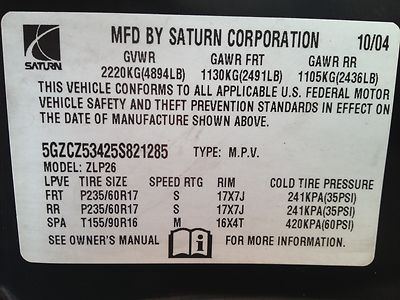 MFD BY SATURN CORPORATION 10/04
SATURN
GVWR GAWR FRT GAWR RR
2220KG(4894LB) 1130KG(2491LB) 1105KG(2436LB)
THIS VEHICLE CONFORMS TO ALL APPLICABLE U.S. FEDERAL MOTOR
VEHICLE SAFETY AND THEFT PREVENTION STANDARDS IN EFFECT ON
THE DATE OF MANUFACTURE SHOWN ABOVE.
5GZCZ53425S821285 TYPE: M.P.V.
MODEL: ZLP26
LPVE TIRE SIZE SPEED RTG RIM COLD TIRE PRESSURE
FRT P235/60R17 S 17X7J 241KPA(35PSI)
RR P235/60R17 S 17X7J 241KPA(35PSI)
SPA T155/90R16 M 16X4T 420KPA(60PSI)
SEE OWNER'S MANUAL i FOR MORE INFORMATION.